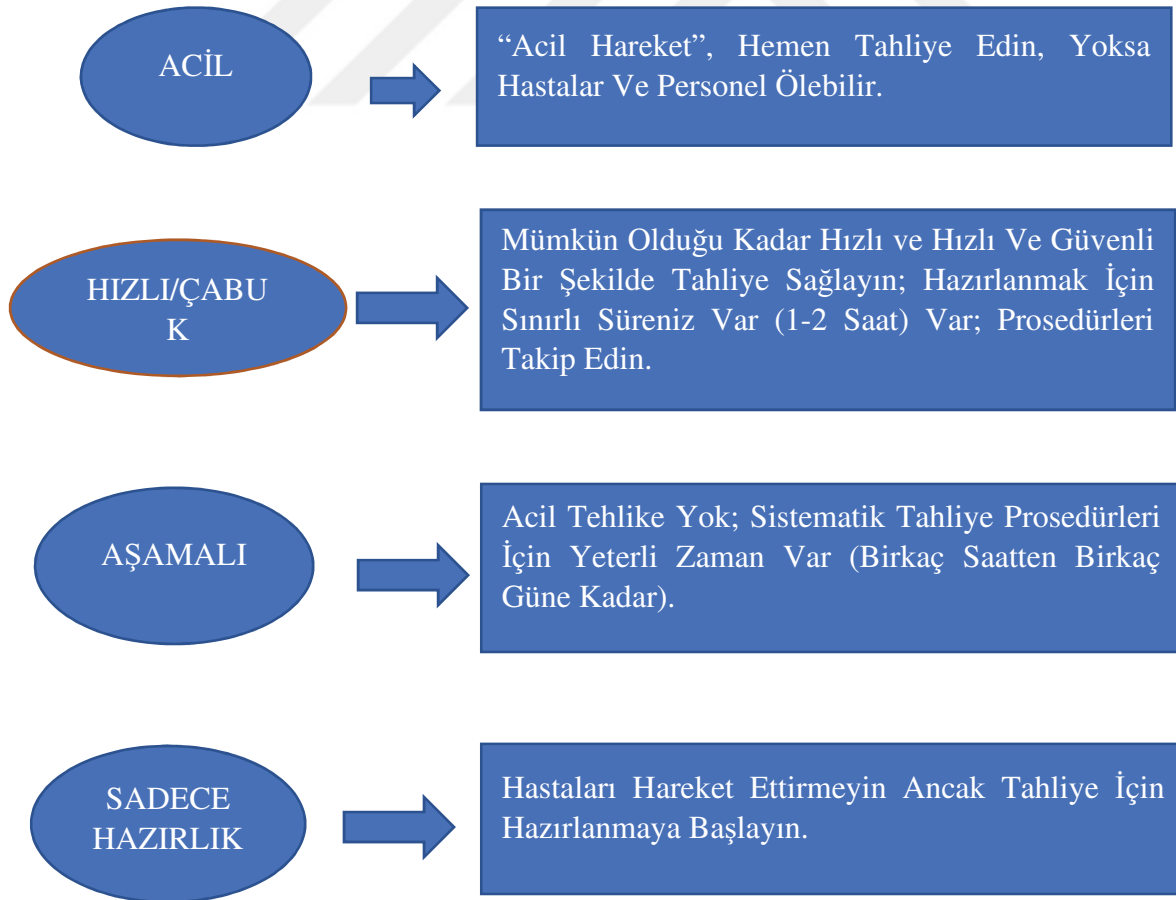 ACİL
“Acil Hareket”, Hemen Tahliye Edin, Yoksa
Hastalar Ve Personel Ölebilir.
HIZLI/ÇABU
K
Mümkün Olduğu Kadar Hızlı ve Hızlı Ve Güvenli
Bir Şekilde Tahliye Sağlayın; Hazırlanmak İçin
Sınırlı Süreniz Var (1-2 Saat) Var; Prosedürleri
Takip Edin.
AŞAMALI
Acil Tehlike Yok; Sistematik Tahliye Prosedürleri
İçin Yeterli Zaman Var (Birkaç Saatten Birkaç
Güne Kadar).
SADECE
HAZIRLIK
Hastaları Hareket Ettirmeyin Ancak Tahliye İçin
Hazırlanmaya Başlayın.